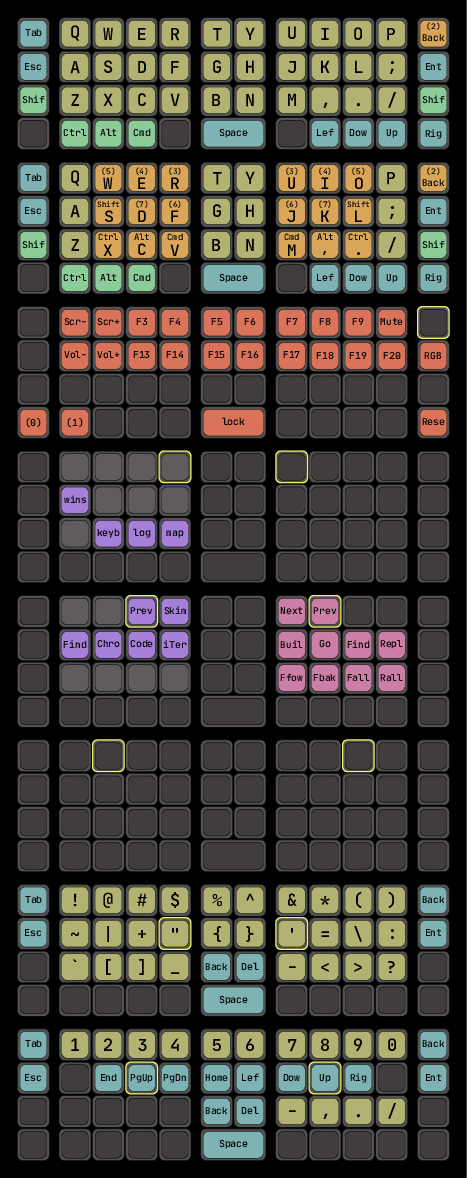 Tab Q W E R T Y U I O P (2) Back
Esc A S D F G H J K L ; Ent
Shif Z X C V B N M , . / Shif
Ctrl Alt Cmd Space Lef Dow Up Rig
Tab Q (5) W (4) E (3) R T Y (3) U (4) I (5) O P (2) Back
Esc A Shift S (7) D (6) F G H (6) J (7) K Shift L ; Ent
Shif Z Ctrl X Alt C Cmd V B N Cmd M Alt , Ctrl . / Shif
Ctrl Alt Cmd Space Lef Dow Up Rig
Scr- Scr+ F3 F4 F5 F6 F7 F8 F9 Mute
Vol- Vol+ F13 F14 F15 F16 F17 F18 F19 F20 RGB
(0) (1) lock Rese
wins
keyb log map
Prev Skim Next Prev
Find Chro Code iTer Buil Go Find Repl
Ffow Fbak Fall Rall
Tab ! @ # $ % ^ & * ( ) Back
Esc ~ | + " { } ' = \ : Ent
` [ ] _ Back Del - < > ?
Space
Tab 1 2 3 4 5 6 7 8 9 0 Back
Esc End PgUp PgDn Home Lef Dow Up Rig Ent
Back Del - , . /
Space